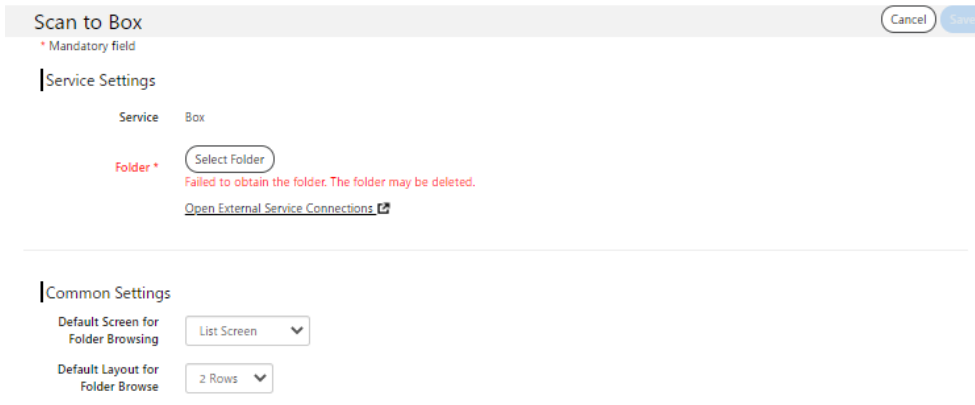 Scan to Box
Cancel
Save
* Mandatory field
Service Settings
Service
Box
Folder *
Select Folder
Failed to obtain the folder. The folder may be deleted.
Open External Service Connections
Common Settings
Default Screen for
Folder Browsing
List Screen
Default Layout for
Folder Browse
2 Rows